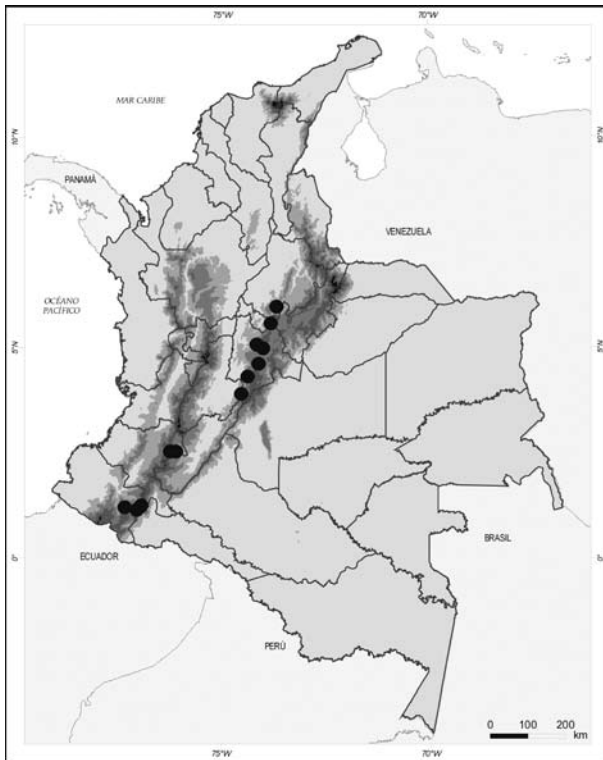 75°W 70°W
MAR CARIBE
10°N
10°N
PANAMÁ
VENEZUELA
OCÉANO
PACÍFICO
5°N
5°N
BRASIL
ECUADOR
0°
0°
PERÚ
0 100 200
km
75°W 70°W